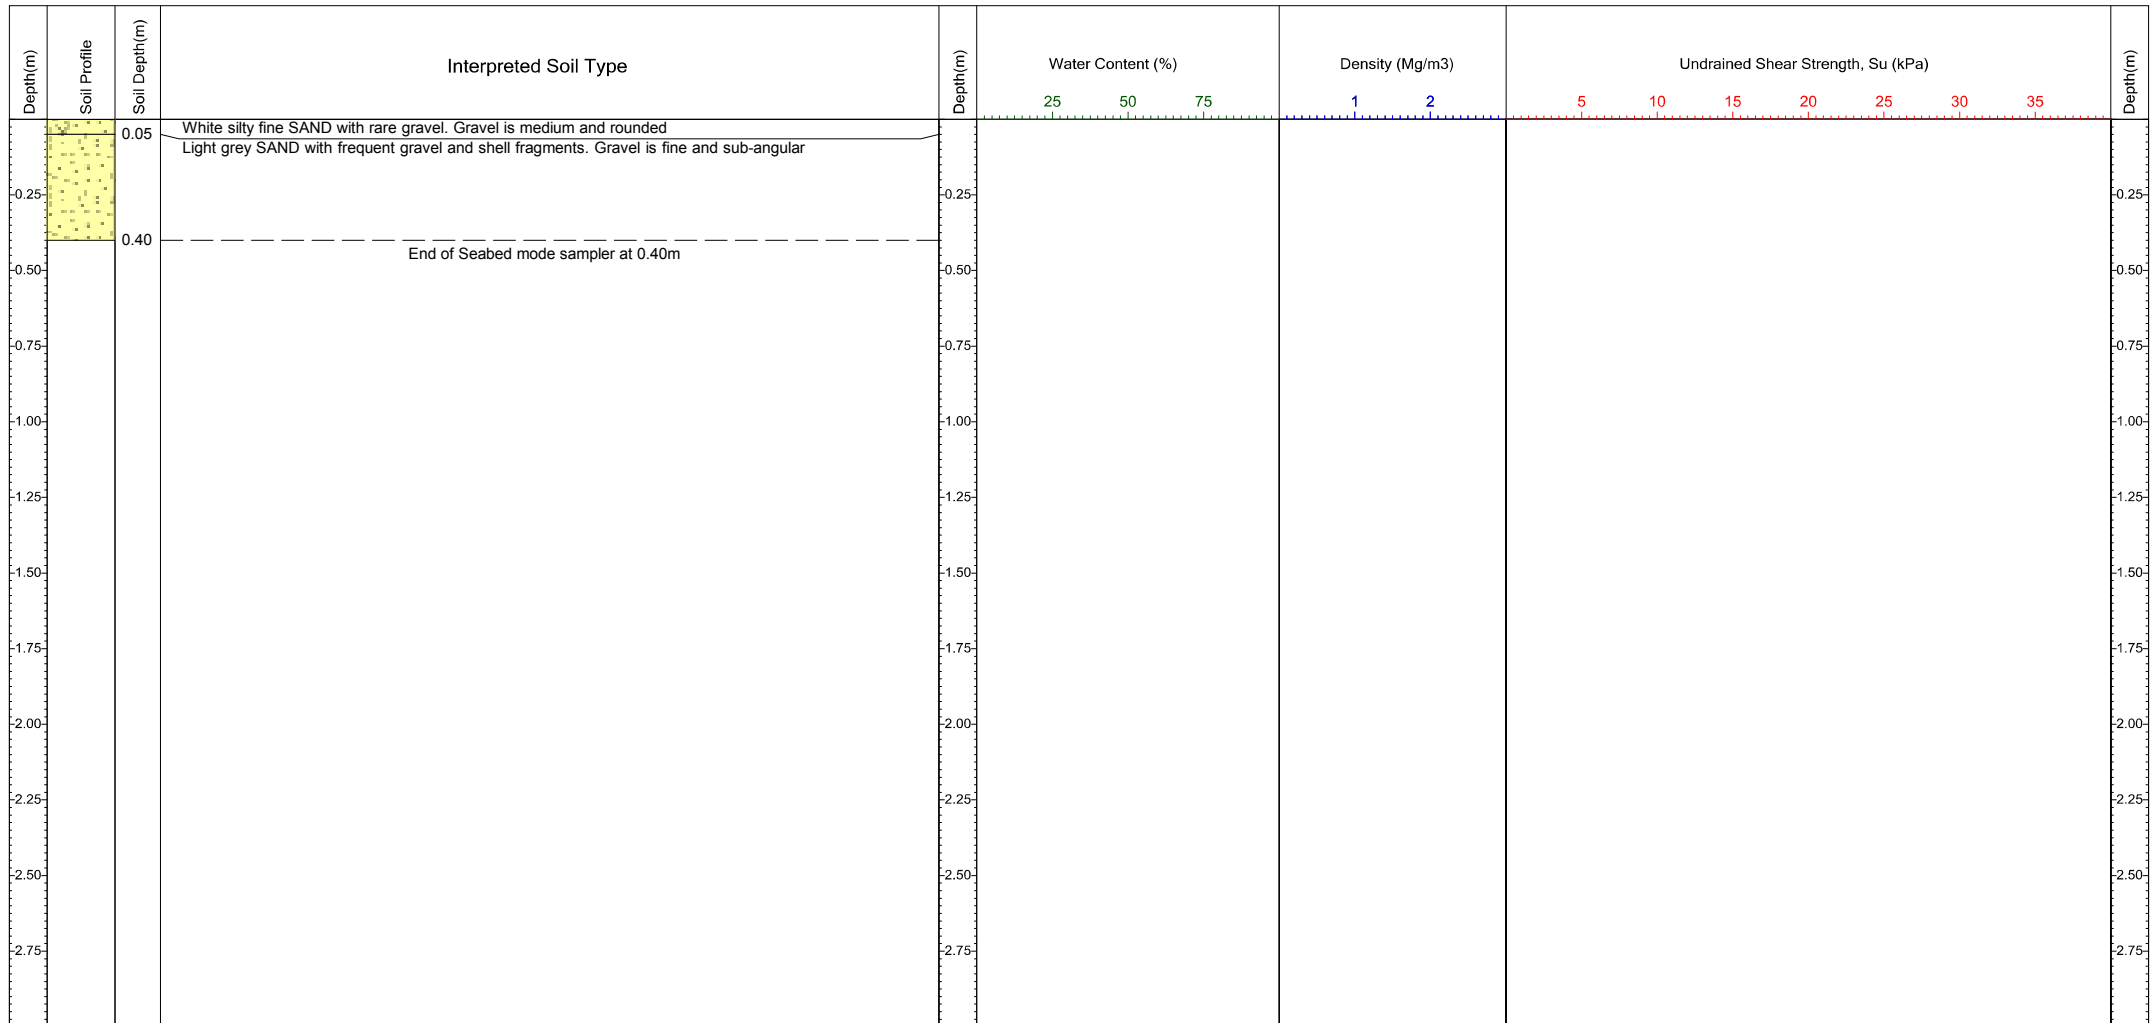 Depth(m)
Soil Profile
Soil Depth(m)
Interpreted Soil Type
Depth(m)
Water Content (%)
25 50 75
Density (Mg/m3)
1 2
Undrained Shear Strength, Su (kPa)
5 10 15 20 25 30 35
Depth(m)
0.05
White silty fine SAND with rare gravel. Gravel is medium and rounded
Light grey SAND with frequent gravel and shell fragments. Gravel is fine and sub-angular
0.25 0.25 0.25
0.40
End of Seabed mode sampler at 0.40m
0.50 0.50 0.50
0.75 0.75 0.75
1.00 1.00 1.00
1.25 1.25 1.25
1.50 1.50 1.50
1.75 1.75 1.75
2.00 2.00 2.00
2.25 2.25 2.25
2.50 2.50 2.50
2.75 2.75 2.75